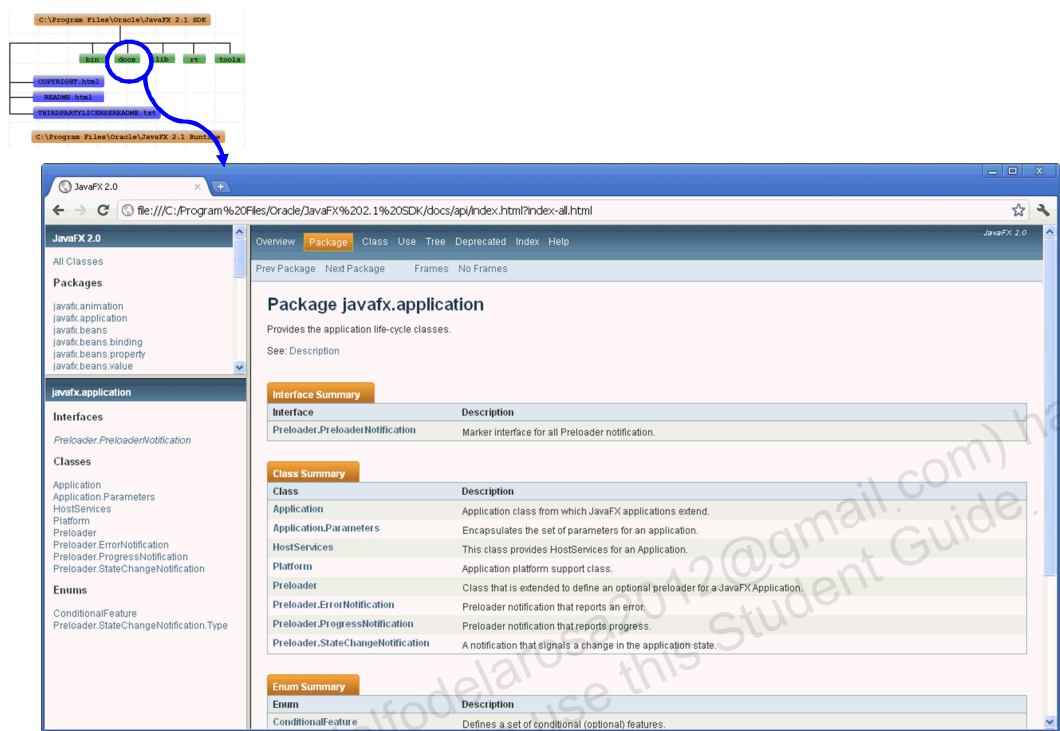 C:\Program Files\Oracle\JavaFX 2.1 SDK
bin docs lib rt tools
COPYRIGHT.html
README.html
THIRDPARTYLICENSEREADME.txt
C:\Program Files\Oracle\JavaFX 2.1 Runtime
JavaFX 2.0
file:///C:/Program%20Files/Oracle/JavaFX%202.1%20SDK/docs/api/index.html?index-all.html
JavaFX 2.0
All Classes
Packages
javafx.animation
javafx.application
javafx.beans
javafx.beans.binding
javafx.beans.property
javafx.beans.value
javafx.application
Interfaces
Preloader.PreloaderNotification
Classes
Application
Application.Parameters
HostServices
Platform
Preloader
Preloader.ErrorNotification
Preloader.ProgressNotification
Preloader.StateChangeNotification
Enums
ConditionalFeature
Preloader.StateChangeNotification.Type
Overview Package Class Use Tree Deprecated Index Help
JavaFX 2.0
Prev Package Next Package Frames No Frames
Package javafx.application
Provides the application life-cycle classes.
See: Description
Interface Summary
Interface Description
Preloader.PreloaderNotification Marker interface for all Preloader notification.
Class Summary
Class Description
Application Application class from which JavaFX applications extend.
Application.Parameters Encapsulates the set of parameters for an application.
HostServices This class provides HostServices for an Application.
Platform Application platform support class.
Preloader Class that is extended to define an optional preloader for a JavaFX Application.
Preloader.ErrorNotification Preloader notification that reports an error.
Preloader.ProgressNotification Preloader notification that reports progress.
Preloader.StateChangeNotification A notification that signals a change in the application state.
Enum Summary
Enum Description
ConditionalFeature Defines a set of conditional (optional) features.
olfodelarosa2012@gmail.com) ha
use this Student Guide.